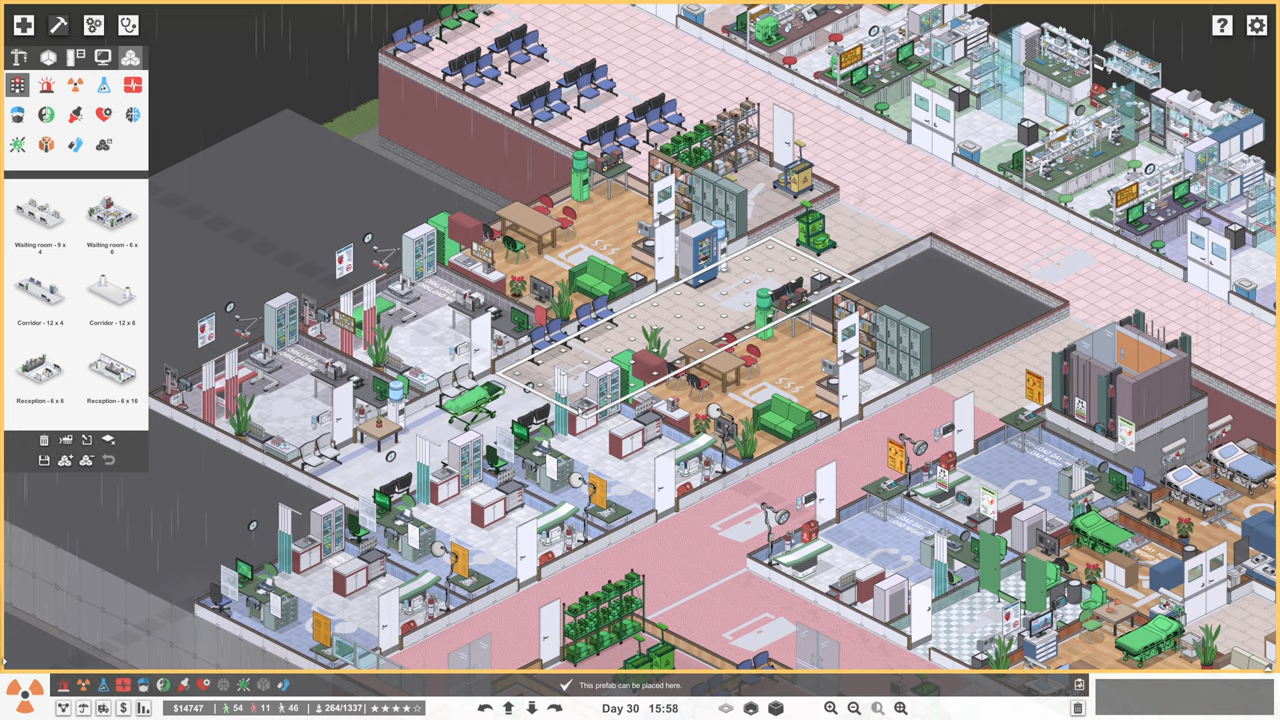 ?
Waiting room - 9 x
4
Waiting room - 6 x
6
Corridor - 12 x 4
Corridor - 12 x 6
Reception - 6 x 6
Reception - 6 x 16
This prefab can be placed here.
$14747 54 11 46 264/1337
Day 30 15:58